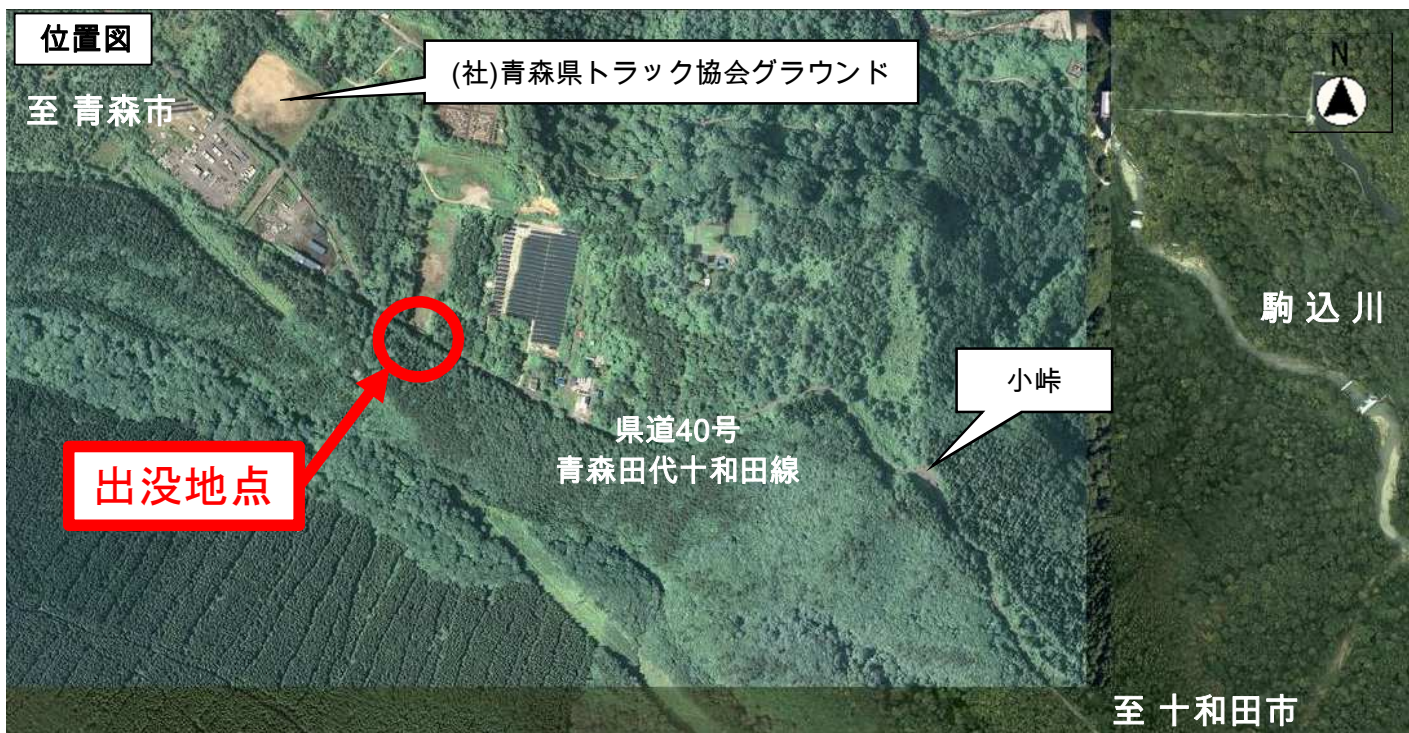 位置図
(社)青森県トラック協会グラウンド
N
至 青森市
駒 込 川
小峠
県道40号
青森田代十和田線
出没地点
至 十和田市